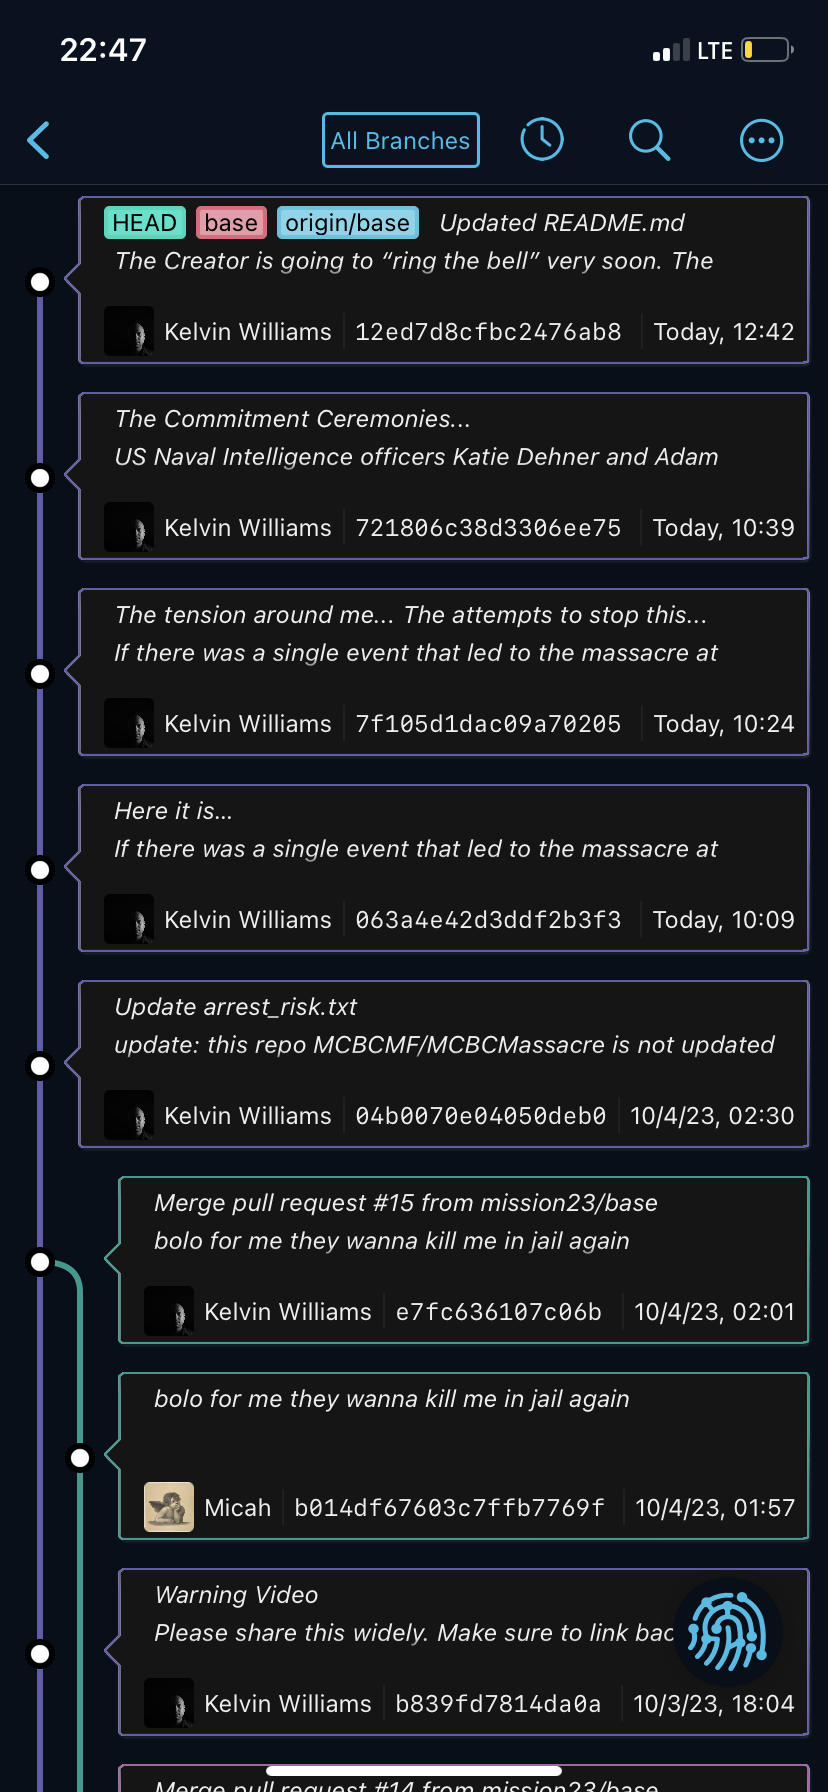 22:47
LTE
All Branches
HEAD base origin/base Updated README.md
The Creator is going to “ring the bell” very soon. The
Kelvin Williams 12ed7d8cfbc2476ab8 Today, 12:42
The Commitment Ceremonies...
US Naval Intelligence officers Katie Dehner and Adam
Kelvin Williams 721806c38d3306ee75 Today, 10:39
The tension around me... The attempts to stop this...
If there was a single event that led to the massacre at
Kelvin Williams 7f105d1dac09a70205 Today, 10:24
Here it is...
If there was a single event that led to the massacre at
Kelvin Williams 063a4e42d3ddf2b3f3 Today, 10:09
Update arrest_risk.txt
update: this repo MCBCMF/MCBCMassacre is not updated
Kelvin Williams 04b0070e04050deb0 10/4/23, 02:30
Merge pull request #15 from mission23/base
bolo for me they wanna kill me in jail again
Kelvin Williams e7fc636107c06b 10/4/23, 02:01
bolo for me they wanna kill me in jail again
Micah b014df67603c7ffb7769f 10/4/23, 01:57
Warning Video
Please share this widely. Make sure to link bac
Kelvin Williams b839fd7814da0a 10/3/23, 18:04
Merge pull request #14 from mission23/base